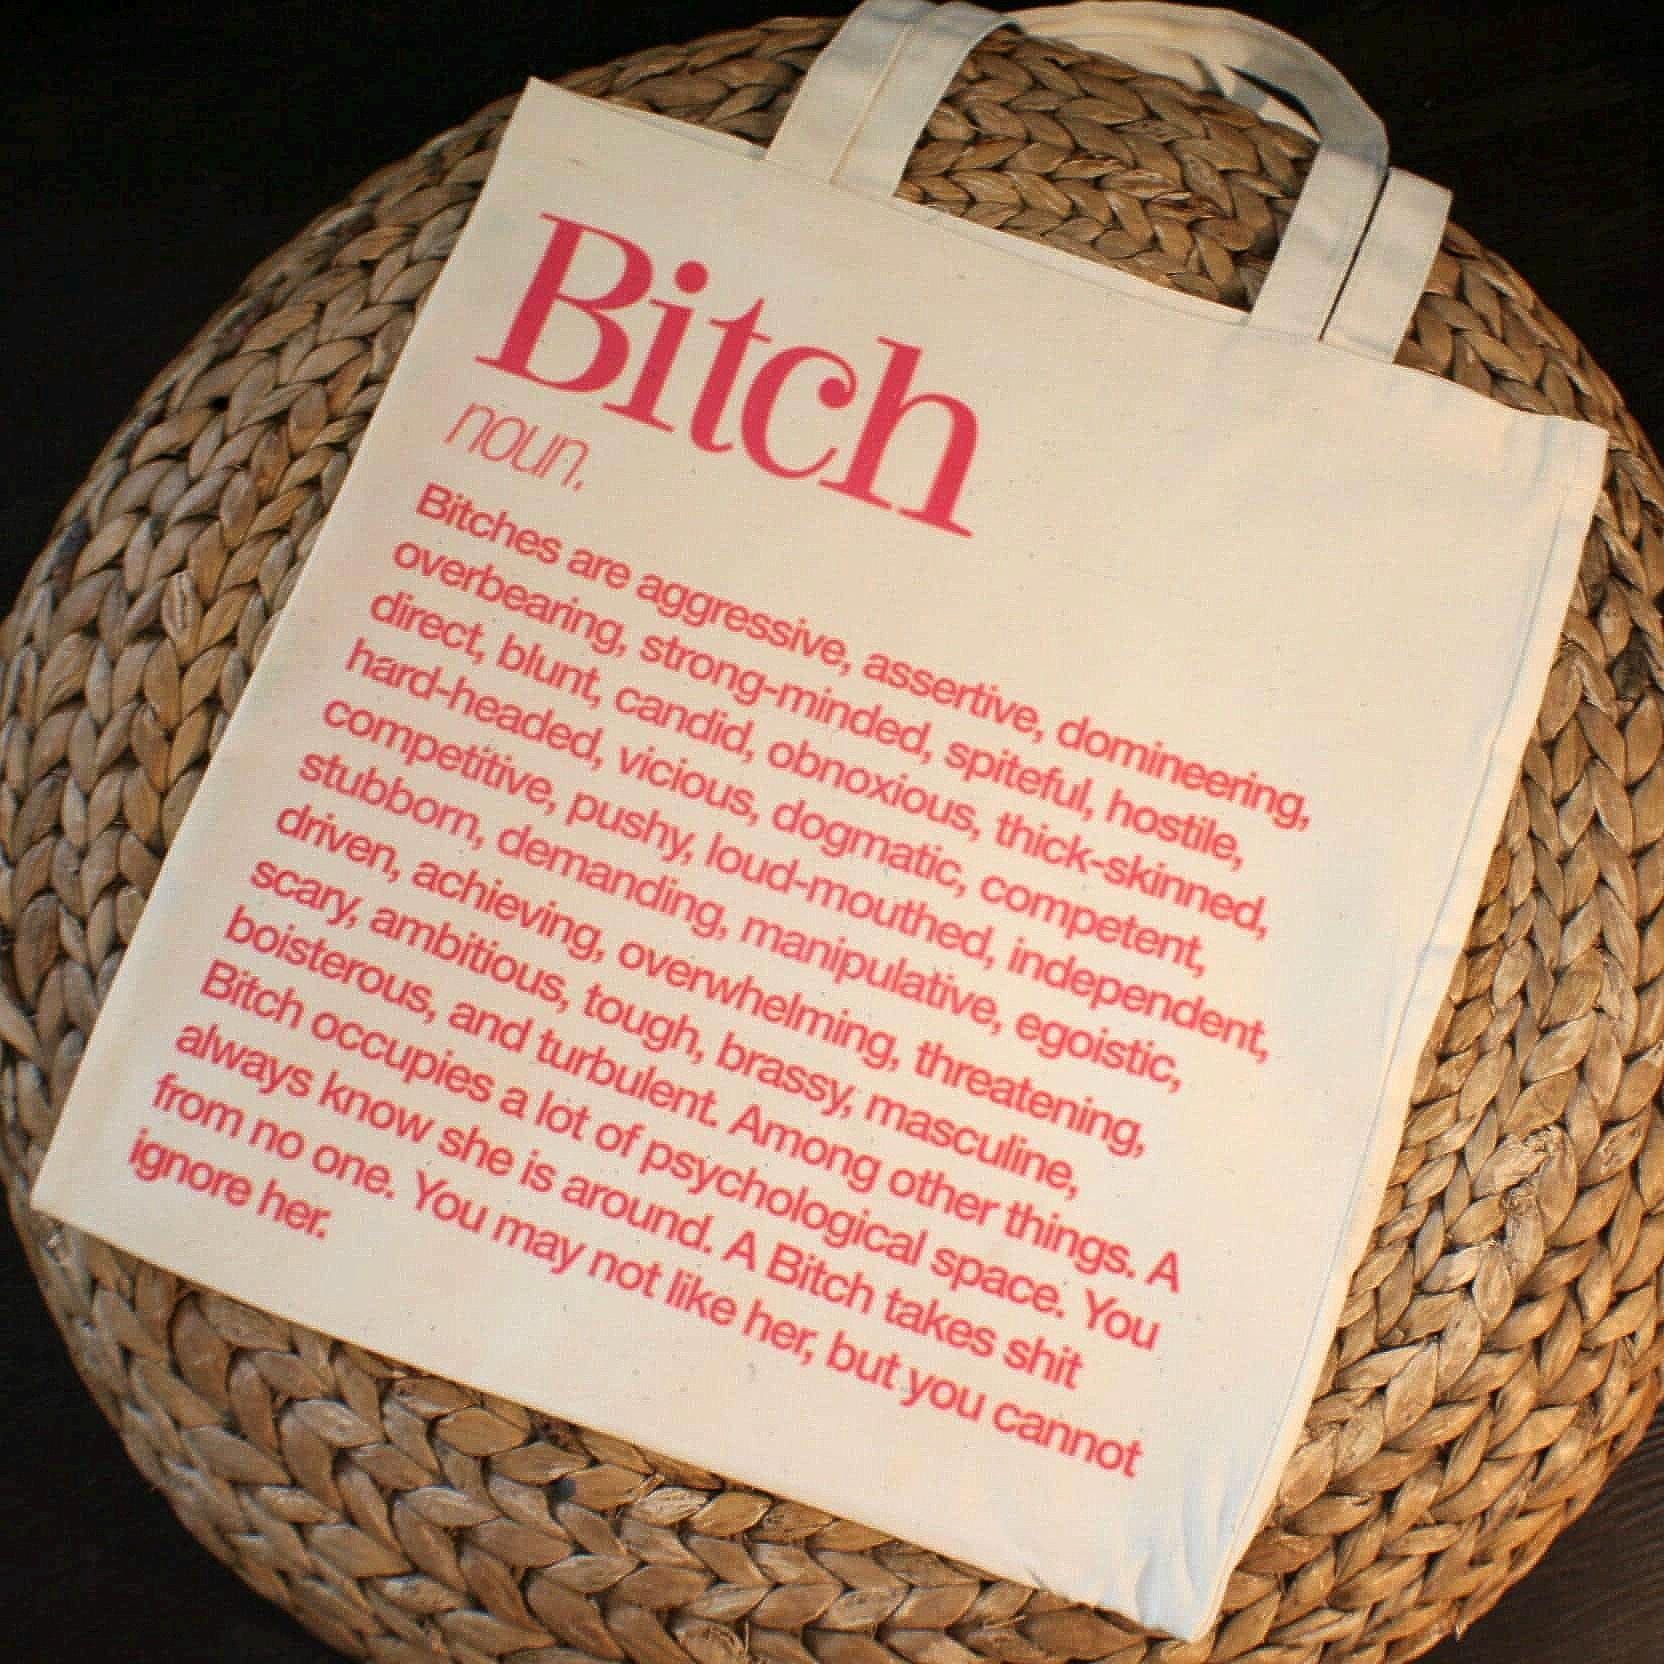 Bitch
noun.
Bitches are aggressive, assertive, domineering,
overbearing, strong-minded, spiteful, hostile,
direct, blunt, candid, obnoxious, thick-skinned,
hard-headed, vicious, dogmatic, competent,
competitive, pushy, loud-mouthed, independent,
stubborn, demanding, manipulative, egoistic,
driven, achieving, overwhelming, threatening,
scary, ambitious, tough, brassy, masculine,
boisterous, and turbulent. Among other things. A
Bitch occupies a lot of psychological space. You
always know she is around. A Bitch takes shit
from no one. You may not like her, but you cannot
ignore her.